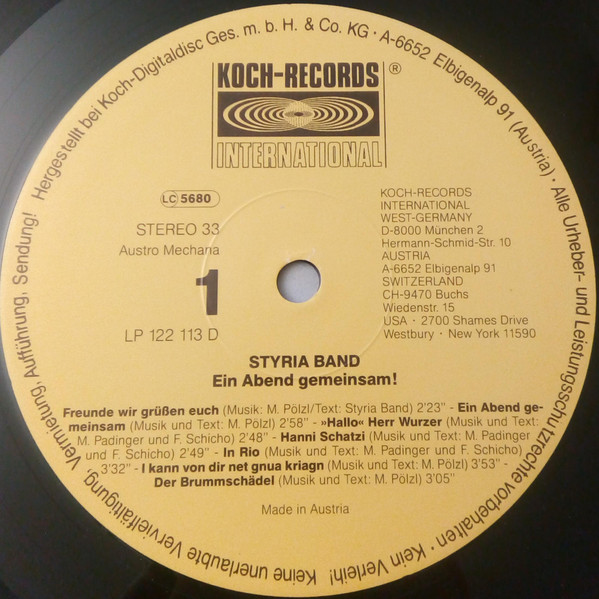 Hergestellt bei Koch-Digitaldisc Ges. m. b. H. & Co. KG · A-6652 Elbigenalp 91 (Austria) · Alle Urheber- und Leistungsschutzrechte vorbehalten · Kein Verleih! Keine unerlaubte Vervielfältigung, Vermietung, Aufführung, Sendung!
KOCH-RECORDS ®
INTERNATIONAL
LC 5680
STEREO 33
Austro Mechana
1
LP 122 113 D
KOCH-RECORDS
INTERNATIONAL
WEST-GERMANY
D-8000 München 2
Hermann-Schmid-Str. 10
AUSTRIA
A-6652 Elbigenalp 91
SWITZERLAND
CH-9470 Buchs
Wiedenstr. 15
USA · 2700 Shames Drive
Westbury · New York 11590
STYRIA BAND
Ein Abend gemeinsam!
Freunde wir grüßen euch (Musik: M. Pölzl/Text: Styria Band) 2'23" - Ein Abend ge-
meinsam (Musik und Text: M. Pölzl) 2'58" - »Hallo« Herr Wurzer (Musik und Text:
M. Padinger und F. Schicho) 2'48" - Hanni Schatzi (Musik und Text: M. Padinger
und F. Schicho) 2'49" - In Rio (Musik und Text: M. Padinger und F. Schicho)
3'32" - I kann von dir net gnua kriagn (Musik und Text: M. Pölzl) 3'53" -
Der Brummschädel (Musik und Text: M. Pölzl) 3'05"
Made in Austria